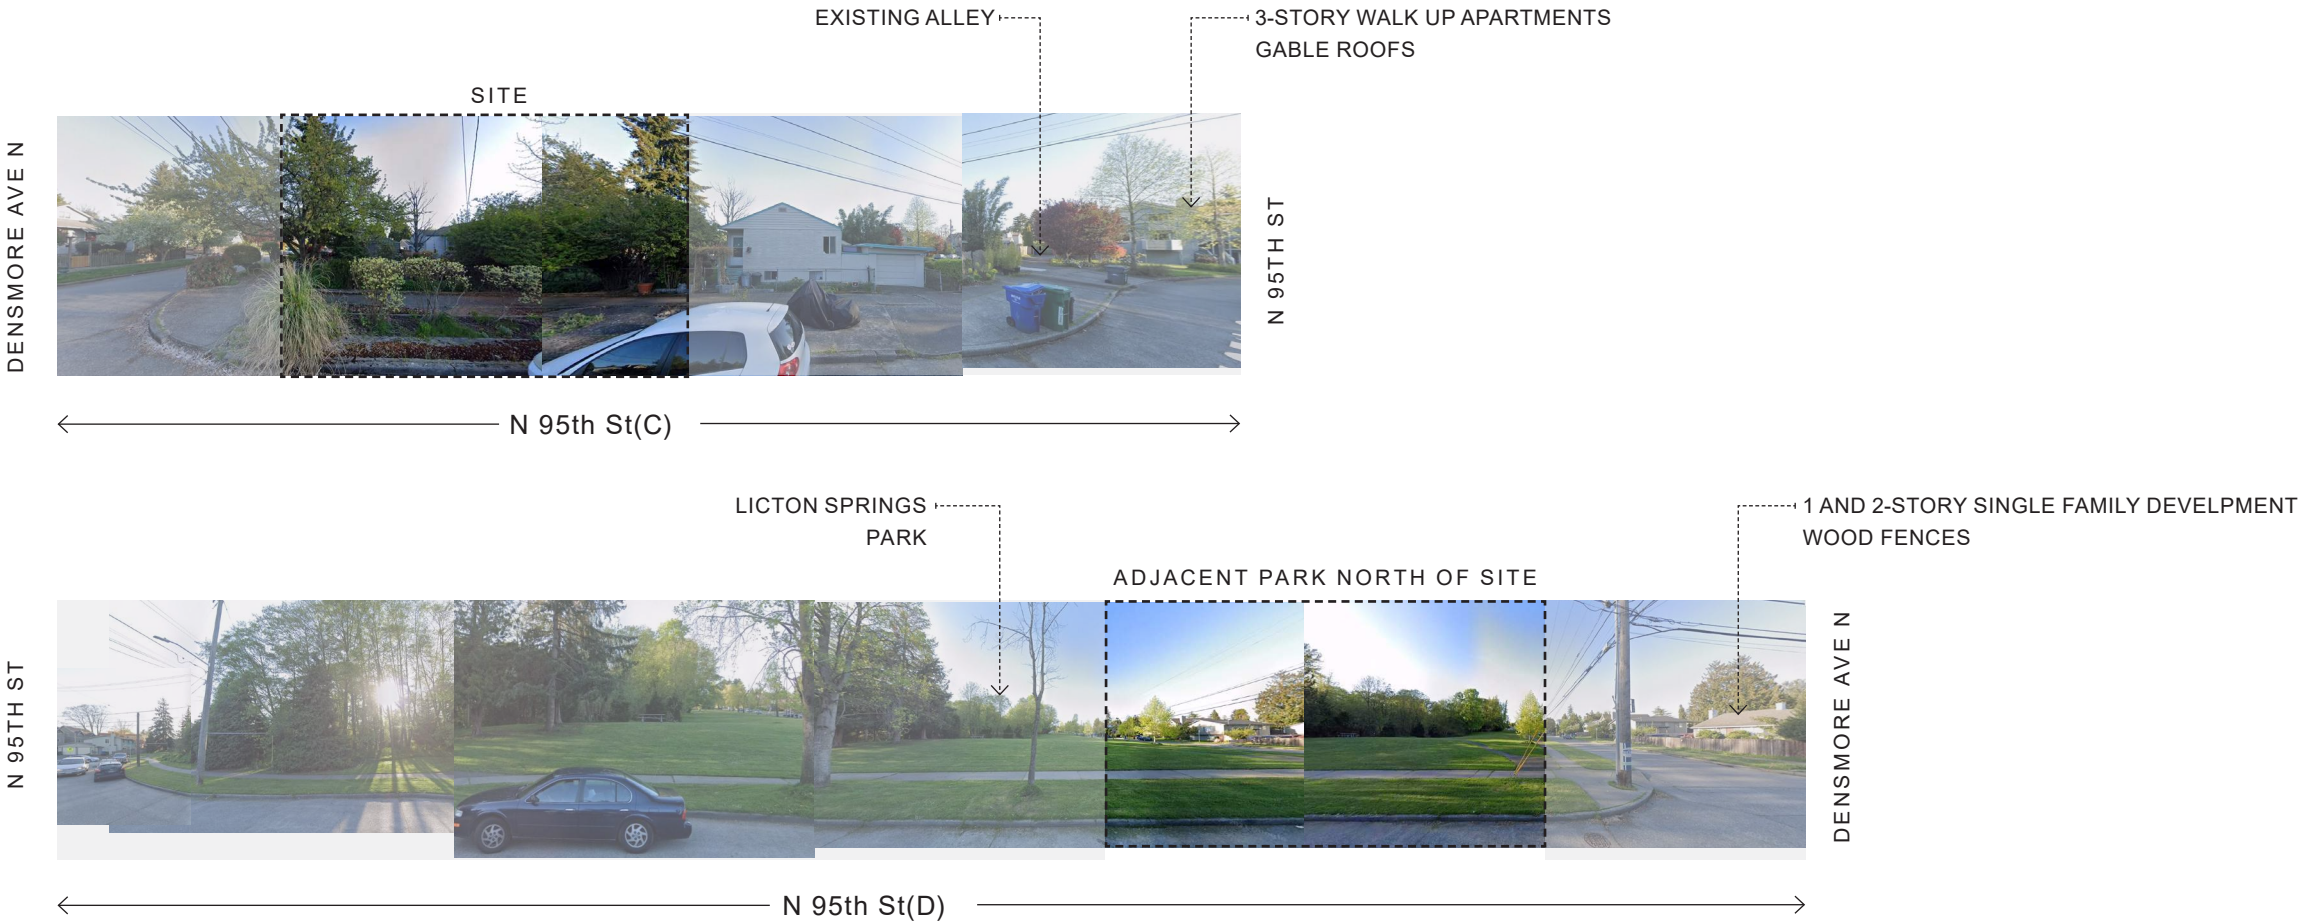 EXISTING ALLEY
3-STORY WALK UP APARTMENTS
GABLE ROOFS
SITE
DENSMORE AVE N
N 95TH ST
N 95th St(C)
LICTON SPRINGS
PARK
1 AND 2-STORY SINGLE FAMILY DEVELPMENT
WOOD FENCES
ADJACENT PARK NORTH OF SITE
N 95TH ST
DENSMORE AVE N
N 95th St(D)